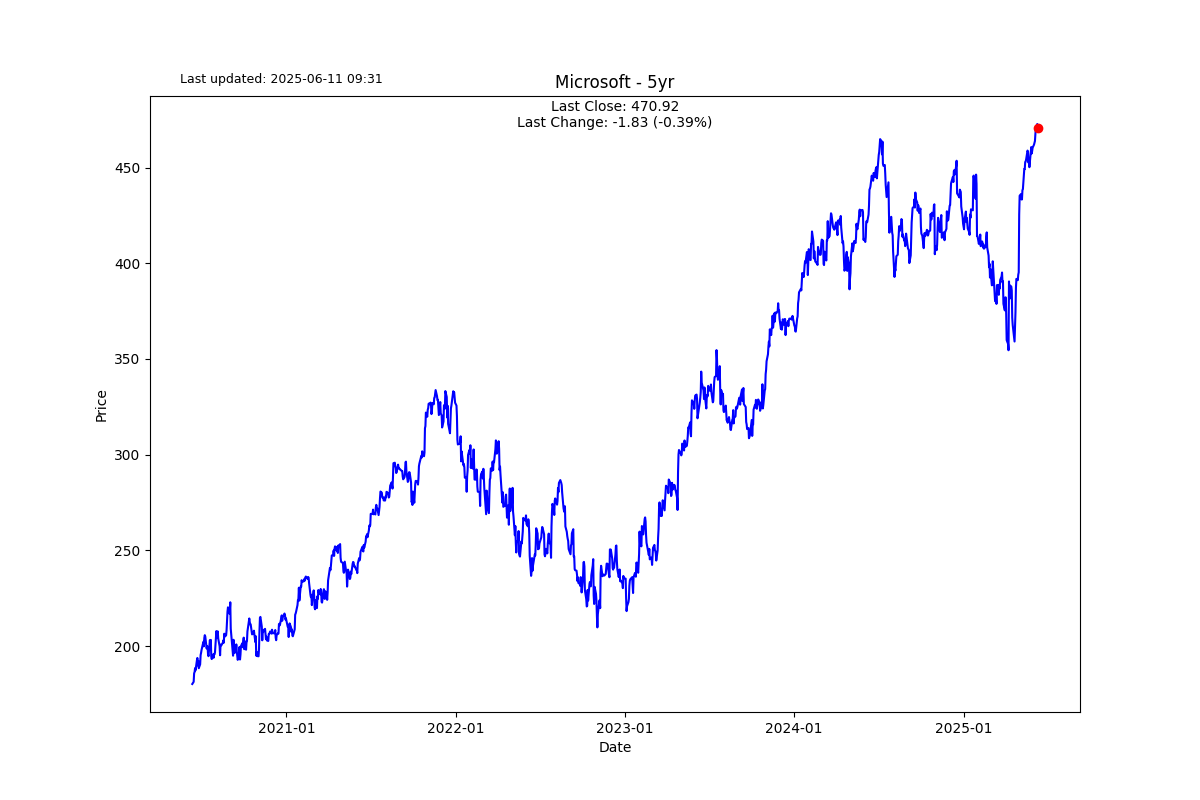 Last updated: 2025-06-11 09:31
Microsoft - 5yr
Last Close: 470.92
Last Change: -1.83 (-0.39%)
450
400
350
300
250
200
Price
2021-01
2022-01
2023-01
2024-01
2025-01
Date